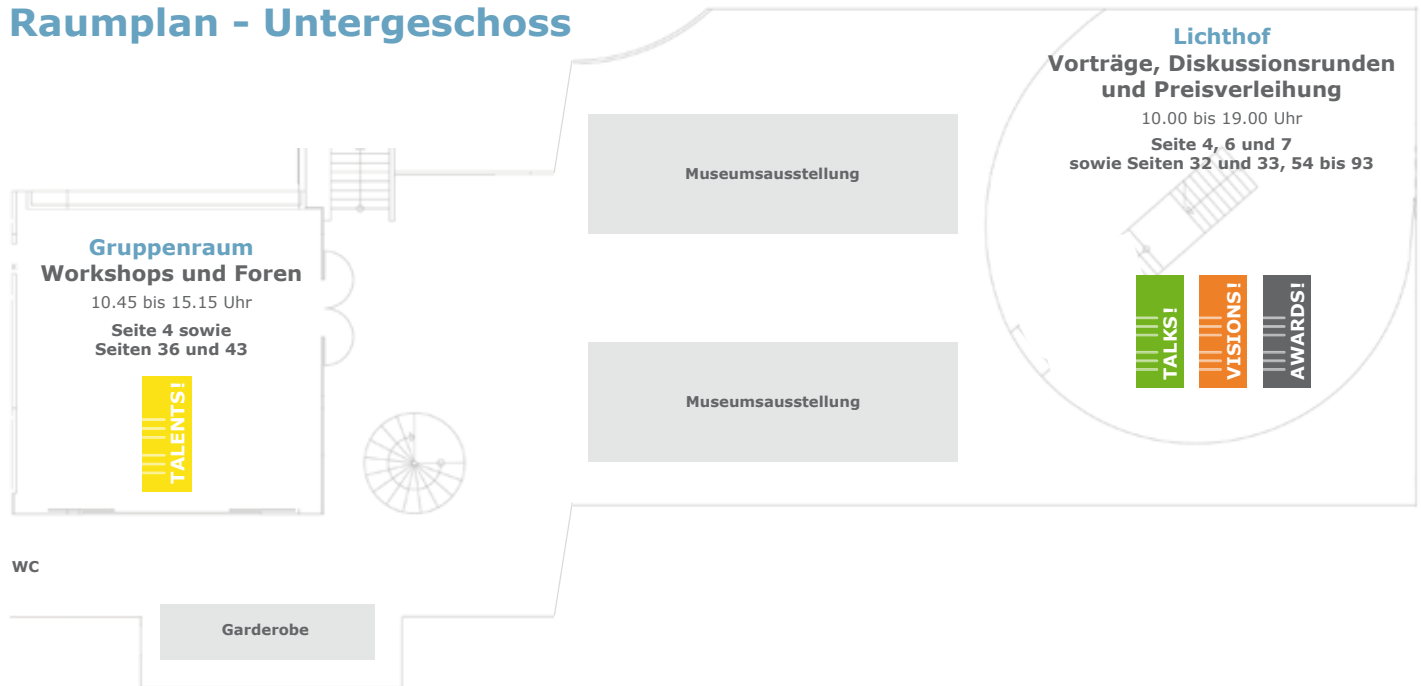 Raumplan - Untergeschoss
Lichthof
Vorträge, Diskussionsrunden
und Preisverleihung
10.00 bis 19.00 Uhr
Seite 4, 6 und 7
sowie Seiten 32 und 33, 54 bis 93
TALKS!
VISIONS!
AWARDS!
Museumsausstellung
Museumsausstellung
Gruppenraum
Workshops und Foren
10.45 bis 15.15 Uhr
Seite 4 sowie
Seiten 36 und 43
TALENTS!
WC
Garderobe